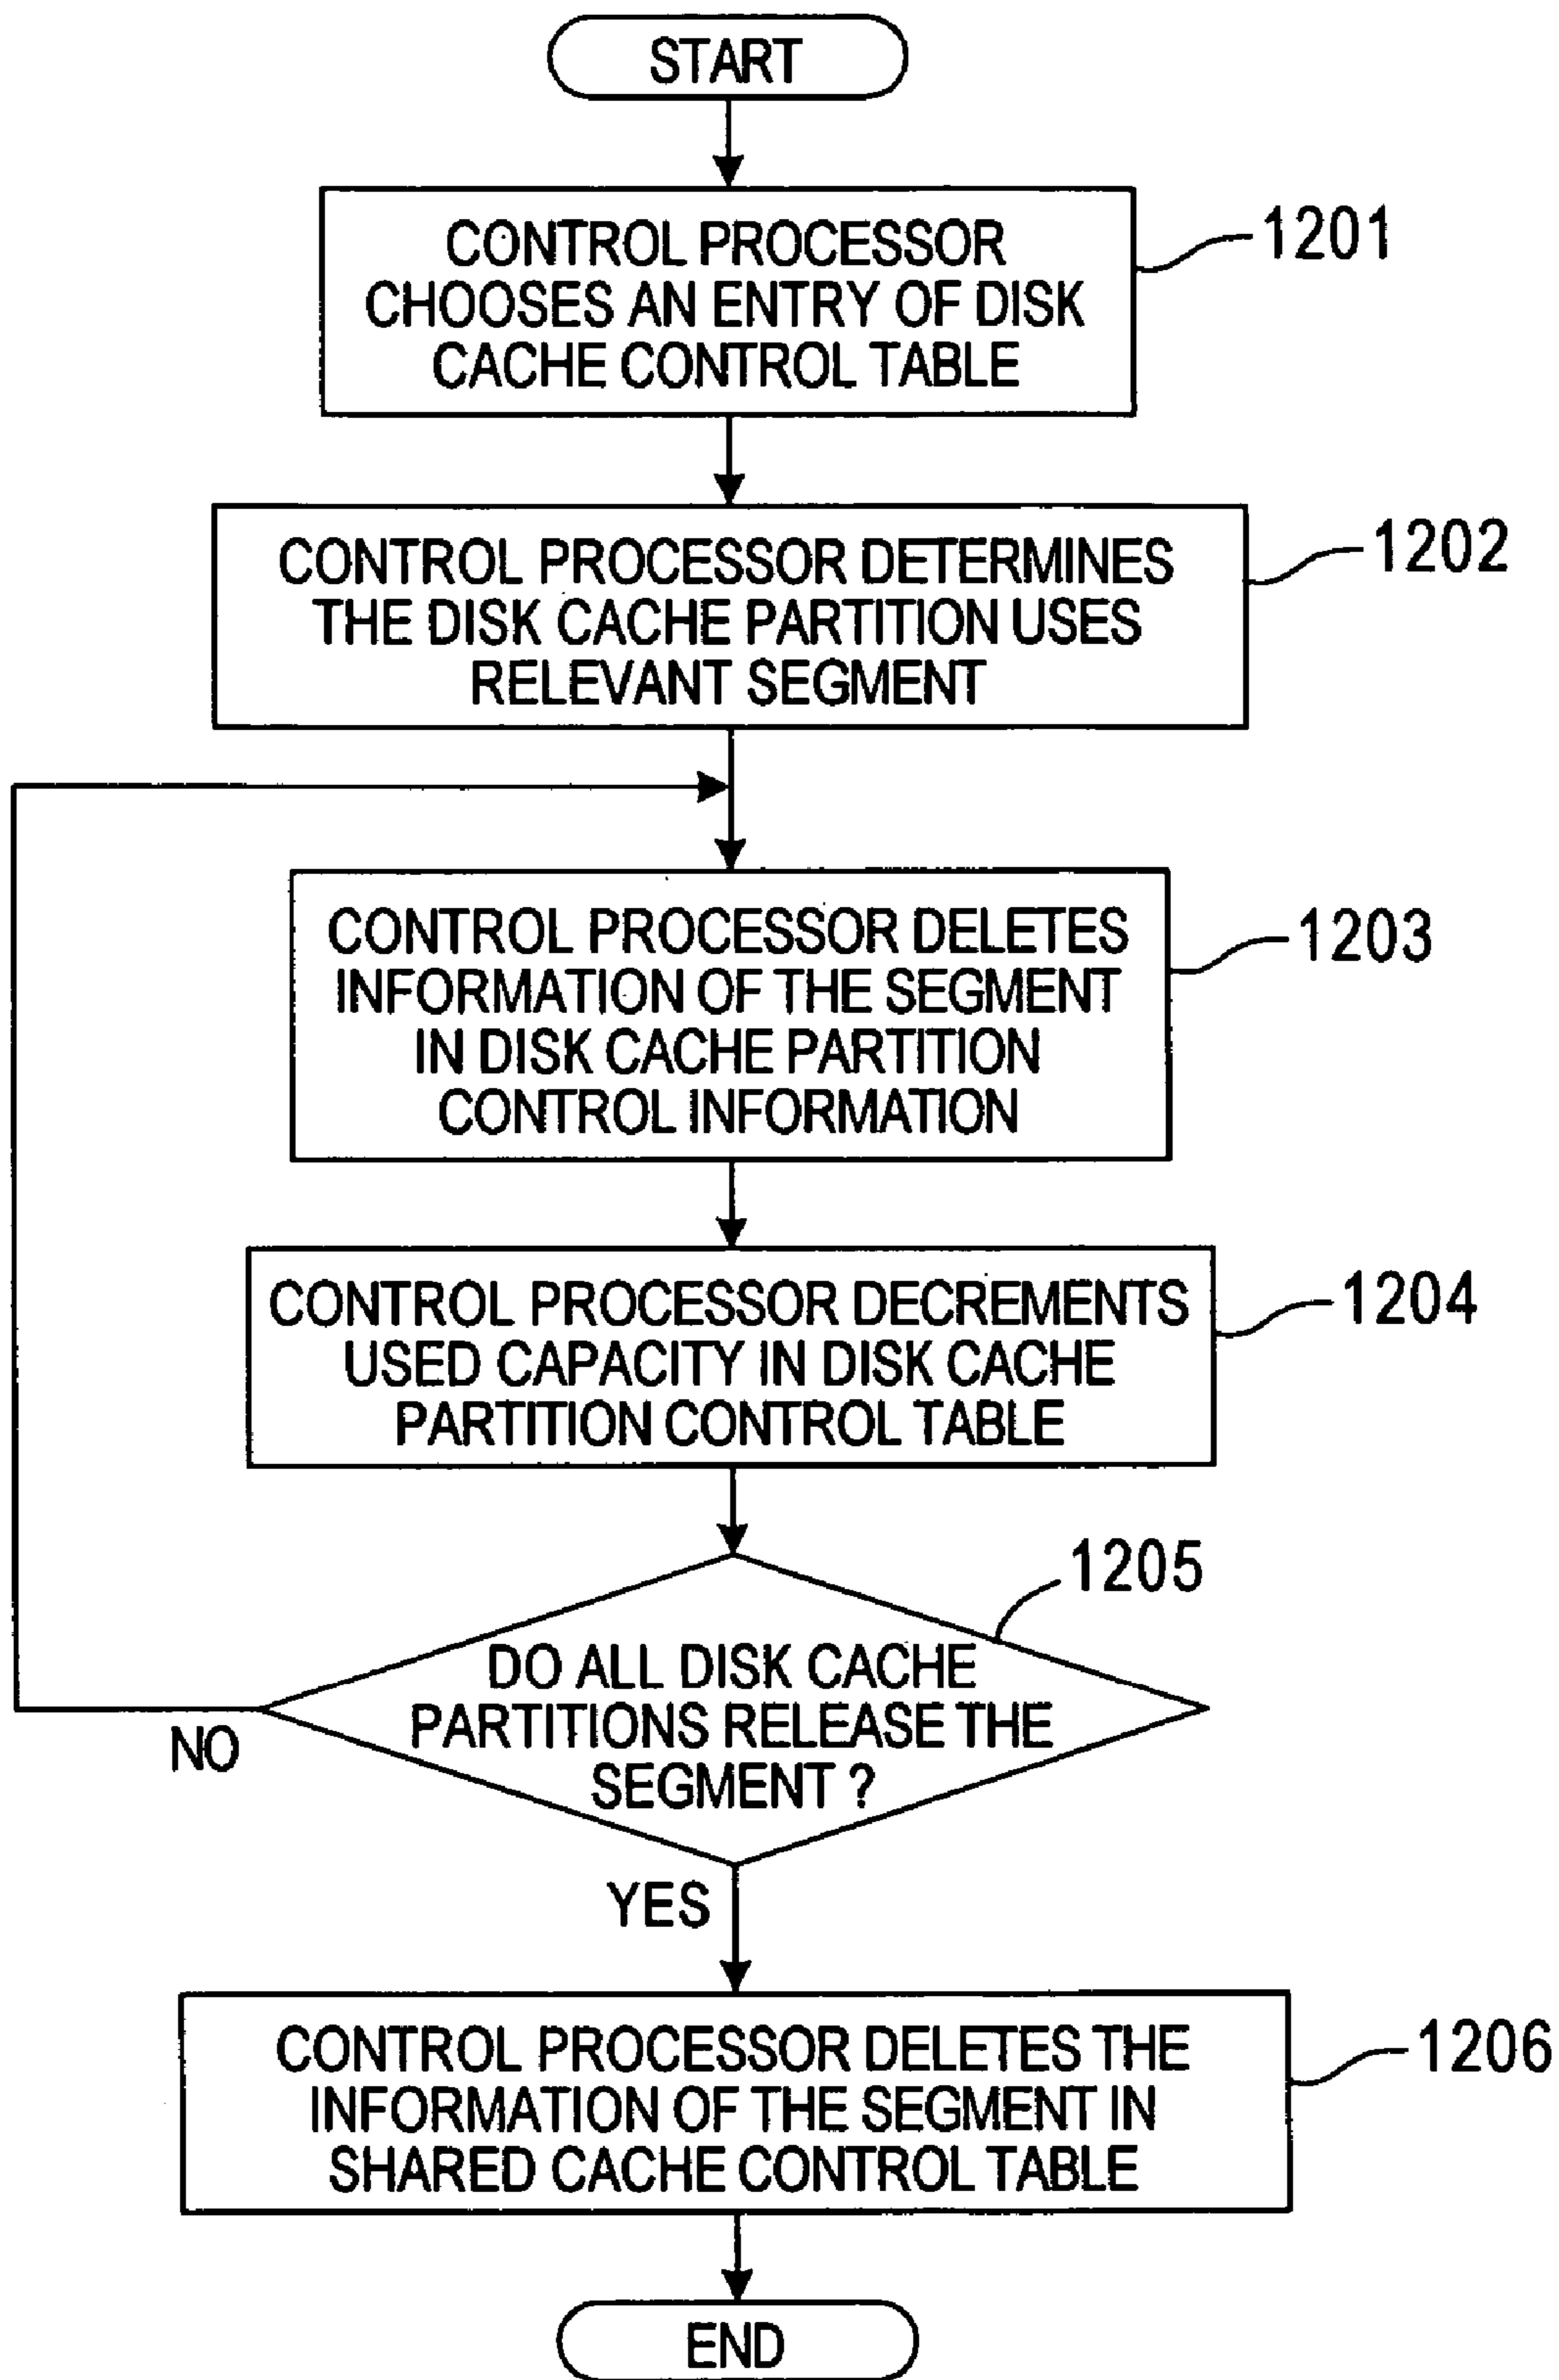 START
CONTROL PROCESSOR
CHOOSES AN ENTRY OF DISK
CACHE CONTROL TABLE
1201
CONTROL PROCESSOR DETERMINES
THE DISK CACHE PARTITION USES
RELEVANT SEGMENT
1202
CONTROL PROCESSOR DELETES
INFORMATION OF THE SEGMENT
IN DISK CACHE PARTITION
CONTROL INFORMATION
1203
CONTROL PROCESSOR DECREMENTS
USED CAPACITY IN DISK CACHE
PARTITION CONTROL TABLE
1204
1205
DO ALL DISK CACHE
PARTITIONS RELEASE THE
SEGMENT ?
NO
YES
CONTROL PROCESSOR DELETES THE
INFORMATION OF THE SEGMENT IN
SHARED CACHE CONTROL TABLE
1206
END